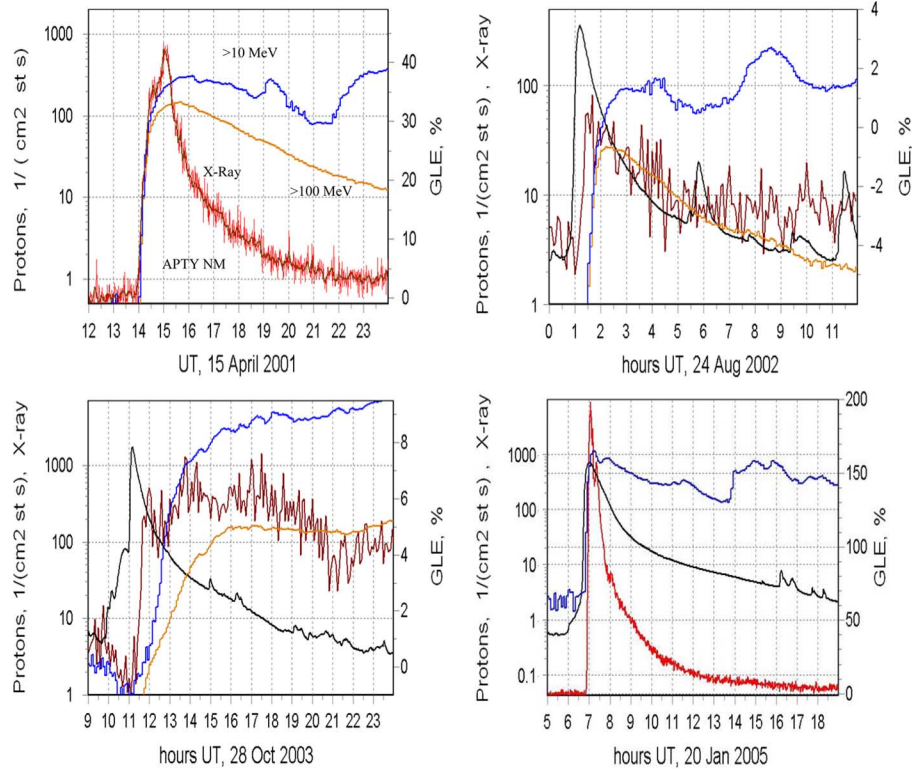 Protons, 1/ ( cm2 st s)
1000
100
10
1
>10 MeV
X-Ray
>100 MeV
APTY NM
40
30
20
10
0
GLE, %
12 13 14 15 16 17 18 19 20 21 22 23
UT, 15 April 2001
Protons, 1/(cm2 st s) , X-ray
100
10
1
4
2
0
-2
-4
GLE, %
0 1 2 3 4 5 6 7 8 9 10 11
hours UT, 24 Aug 2002
Protons, 1/(cm2 st s), X-ray
1000
100
10
1
8
6
4
2
0
GLE, %
9 10 11 12 13 14 15 16 17 18 19 20 21 22 23
hours UT, 28 Oct 2003
Protons, 1/(cm2 st s) , X-ray
1000
100
10
1
0.1
200
150
100
50
0
GLE, %
5 6 7 8 9 10 11 12 13 14 15 16 17 18
hours UT, 20 Jan 2005